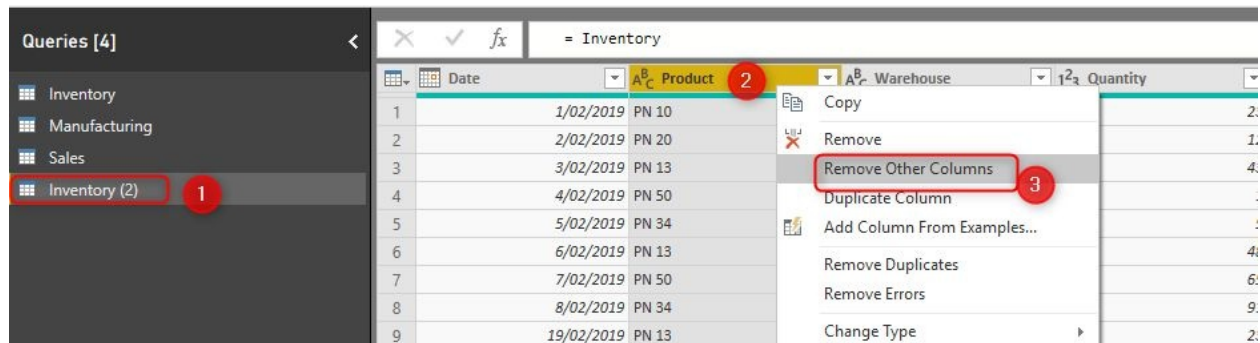 Queries [4]
<
fx
= Inventory
Inventory
Manufacturing
Sales
Inventory (2)
1
Date
ABC Product
2
ABC Warehouse
123 Quantity
1 1/02/2019 PN 10
2 2/02/2019 PN 20
3 3/02/2019 PN 13
4 4/02/2019 PN 50
5 5/02/2019 PN 34
6 6/02/2019 PN 13
7 7/02/2019 PN 50
8 8/02/2019 PN 34
9 19/02/2019 PN 13
Copy
Remove
Remove Other Columns
3
Duplicate Column
Add Column From Examples...
Remove Duplicates
Remove Errors
Change Type